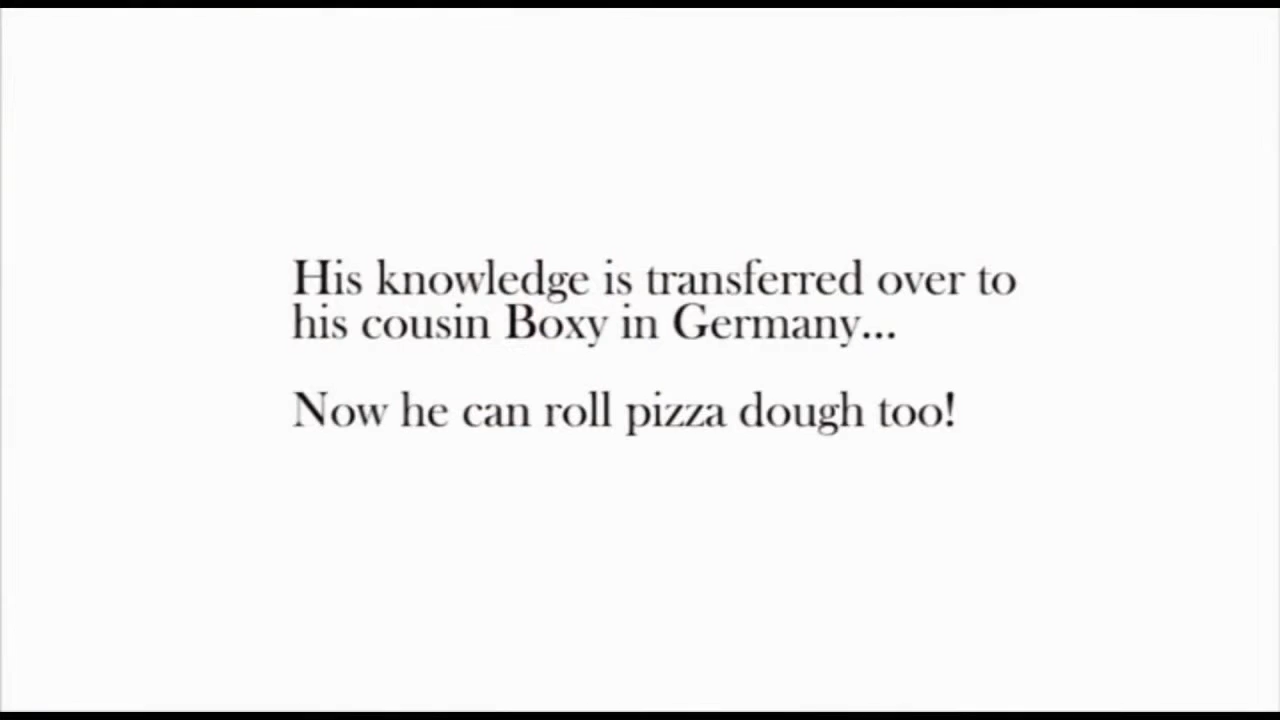 His knowledge is transferred over to
his cousin Boxy in Germany...
Now he can roll pizza dough too!